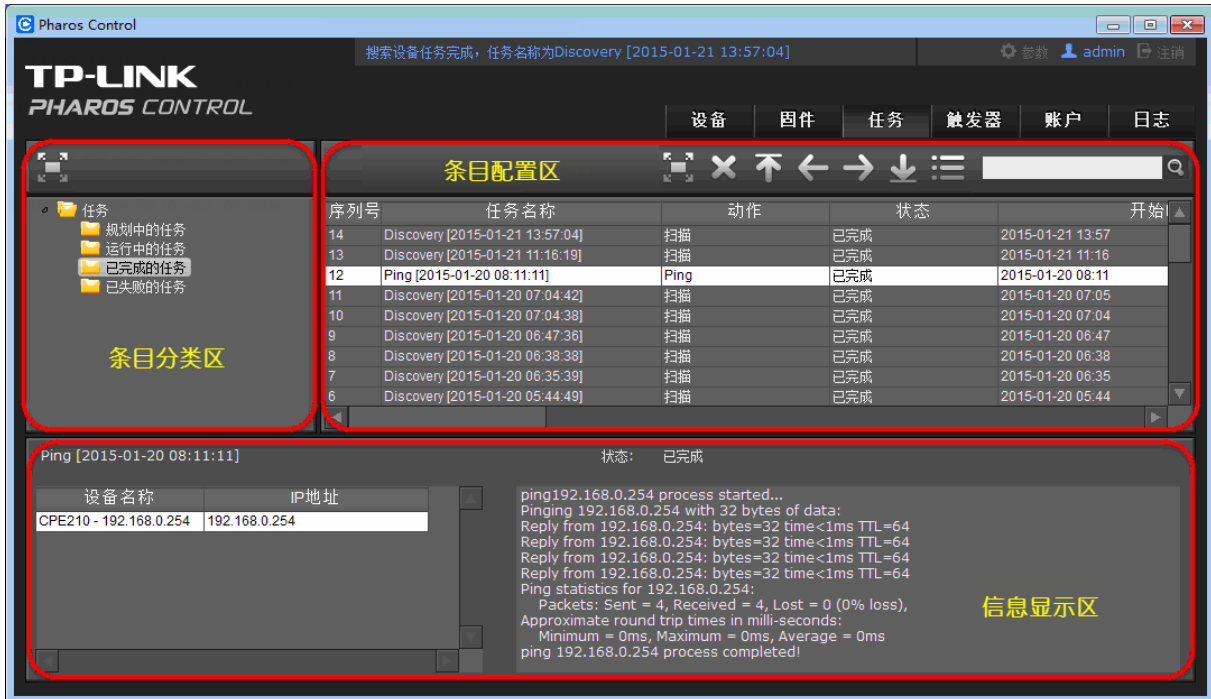 Pharos Control
搜索设备任务完成，任务名称为Discovery [2015-01-21 13:57:04]
参数 admin 注销
TP-LINK
PHAROS CONTROL
设备 固件 任务 触发器 账户 日志
条目配置区
任务
规划中的任务
运行中的任务
已完成的任务
已失败的任务
条目分类区
序列号 任务名称 动作 状态 开始
14 Discovery [2015-01-21 13:57:04] 扫描 已完成 2015-01-21 13:57
13 Discovery [2015-01-21 11:16:19] 扫描 已完成 2015-01-21 11:16
12 Ping [2015-01-20 08:11:11] Ping 已完成 2015-01-20 08:11
11 Discovery [2015-01-20 07:04:42] 扫描 已完成 2015-01-20 07:05
10 Discovery [2015-01-20 07:04:38] 扫描 已完成 2015-01-20 07:04
9 Discovery [2015-01-20 06:47:36] 扫描 已完成 2015-01-20 06:47
8 Discovery [2015-01-20 06:38:38] 扫描 已完成 2015-01-20 06:38
7 Discovery [2015-01-20 06:35:39] 扫描 已完成 2015-01-20 06:35
6 Discovery [2015-01-20 05:44:49] 扫描 已完成 2015-01-20 05:44
Ping [2015-01-20 08:11:11] 状态: 已完成
设备名称 IP地址
CPE210 - 192.168.0.254 192.168.0.254
ping192.168.0.254 process started...
Pinging 192.168.0.254 with 32 bytes of data:
Reply from 192.168.0.254: bytes=32 time<1ms TTL=64
Reply from 192.168.0.254: bytes=32 time<1ms TTL=64
Reply from 192.168.0.254: bytes=32 time<1ms TTL=64
Reply from 192.168.0.254: bytes=32 time<1ms TTL=64
Ping statistics for 192.168.0.254:
Packets: Sent = 4, Received = 4, Lost = 0 (0% loss),
Approximate round trip times in milli-seconds:
Minimum = 0ms, Maximum = 0ms, Average = 0ms
ping 192.168.0.254 process completed!
信息显示区